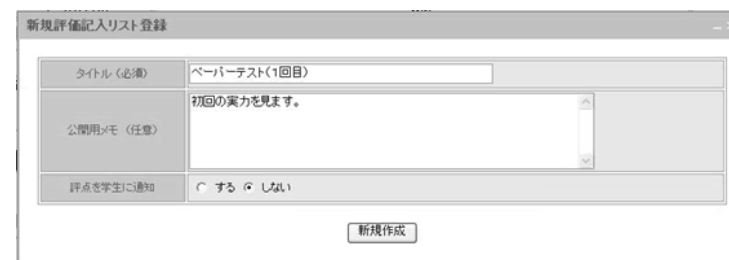 新規評価記入リスト登録
タイトル（必須）
ペーパーテスト(1回目)
公開用メモ（任意）
初回の実力を見ます。
評点を学生に通知
する しない
新規作成